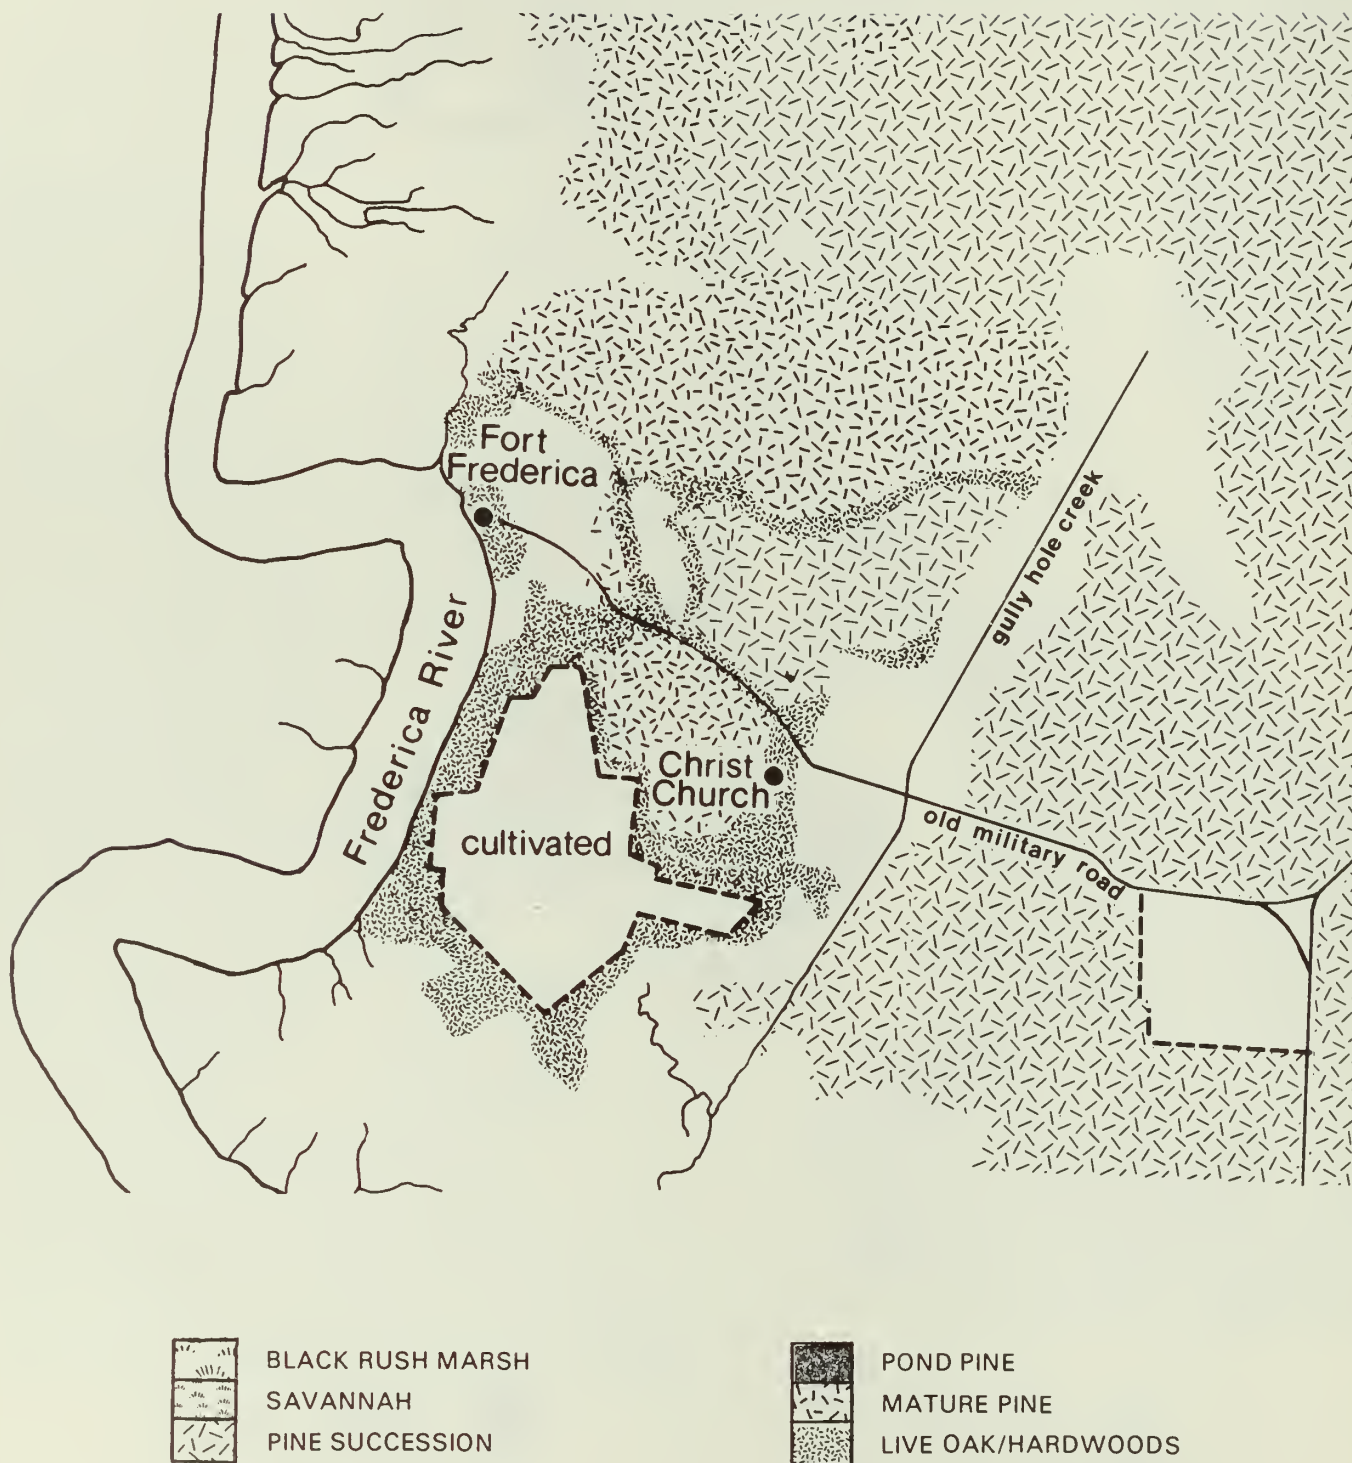 Fort
Frederica
Frederica River
gully hole creek
Christ
Church
cultivated
old military road
BLACK RUSH MARSH
SAVANNAH
PINE SUCCESSION
POND PINE
MATURE PINE
LIVE OAK/HARDWOODS